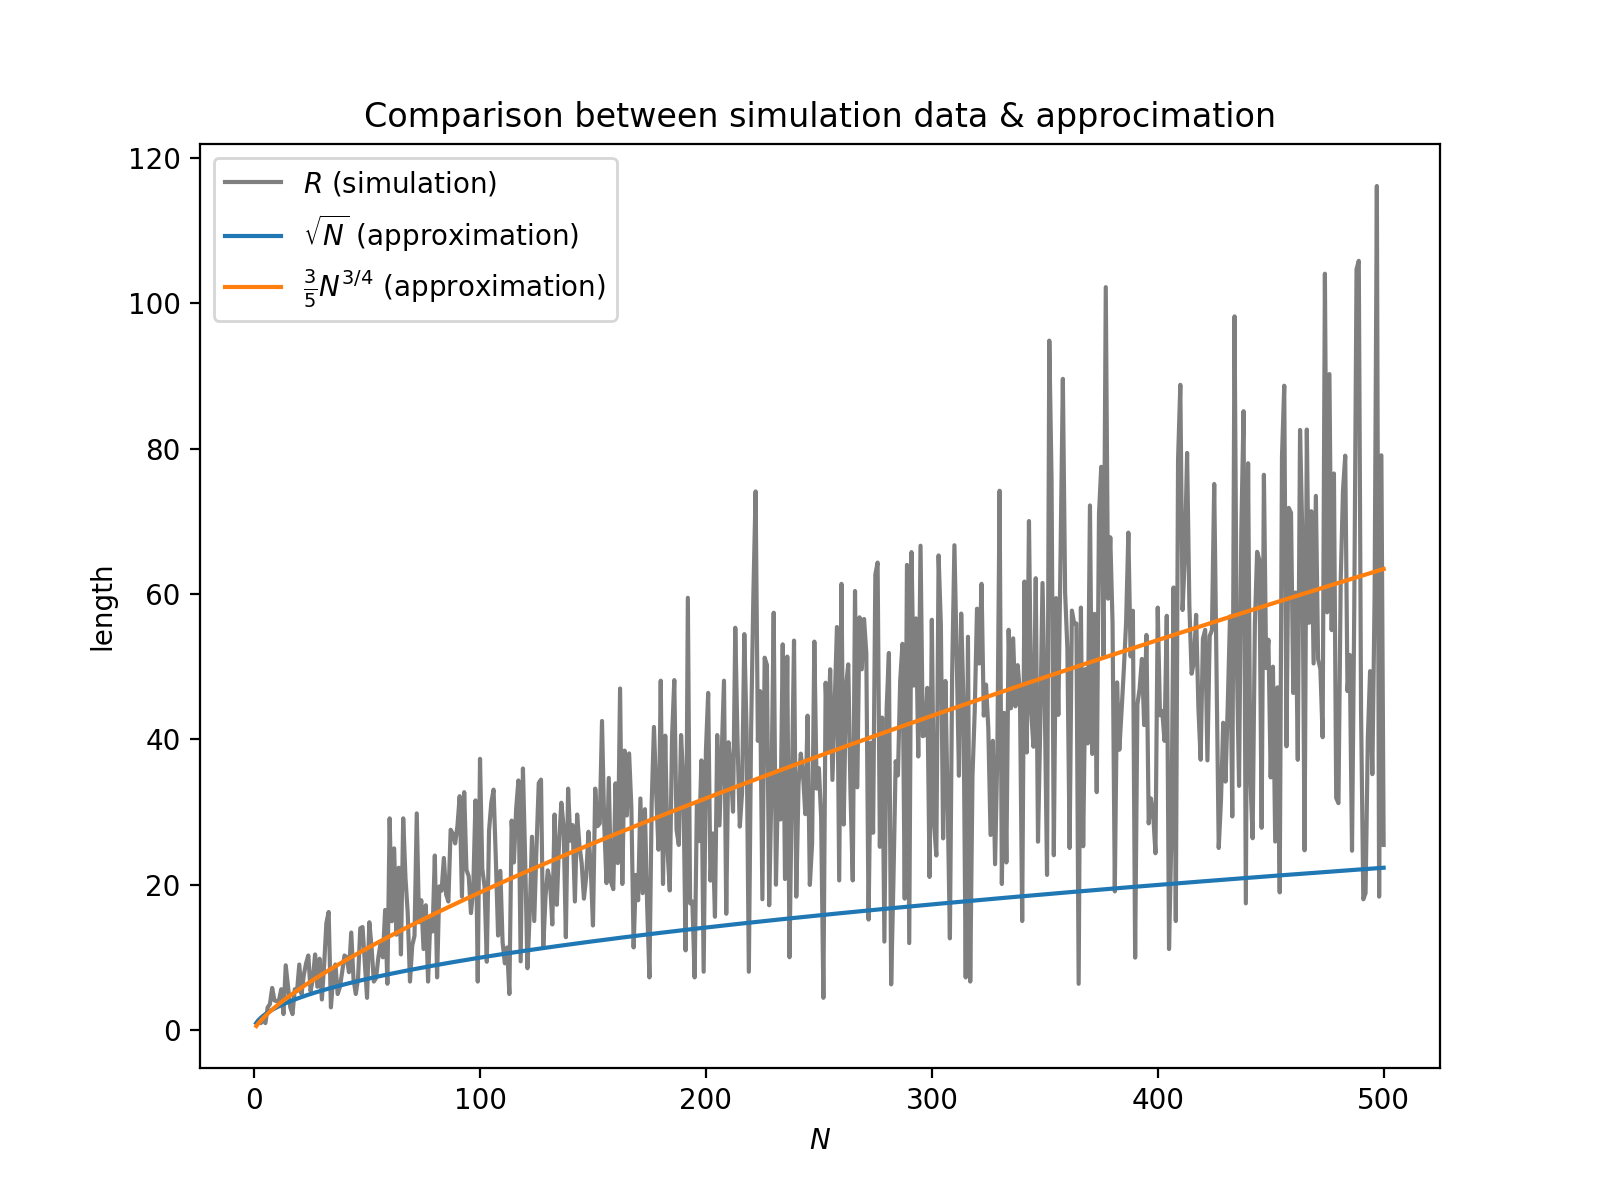 Comparison between simulation data & approcimation
R (simulation)
√N (approximation)
3/5 N^{3/4} (approximation)
120
100
80
60
40
20
0
length
0 100 200 300 400 500
N